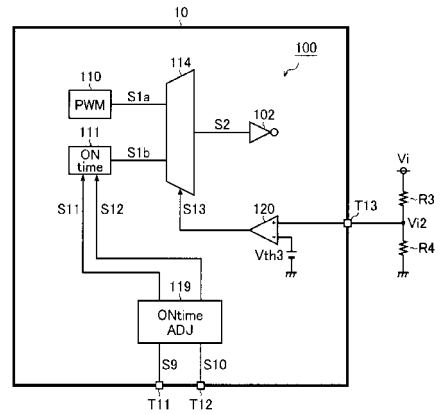 10
100
114
110
PWM
S1a
102
S2
111
ON
time
S1b
Vi
R3
S11
S12
S13
120
T13
Vi2
R4
Vth3
119
ONtime
ADJ
S9
S10
T11
T12